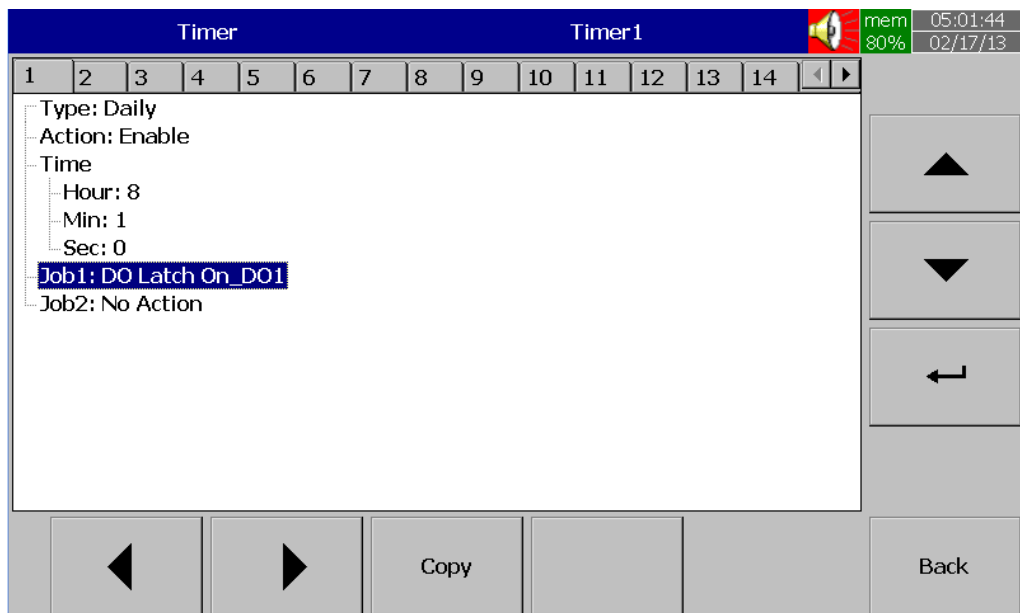 Timer Timer1 mem 05:01:44
80% 02/17/13
1 2 3 4 5 6 7 8 9 10 11 12 13 14
Type: Daily
Action: Enable
Time
Hour: 8
Min: 1
Sec: 0
Job1: DO Latch On_DO1
Job2: No Action
Copy Back